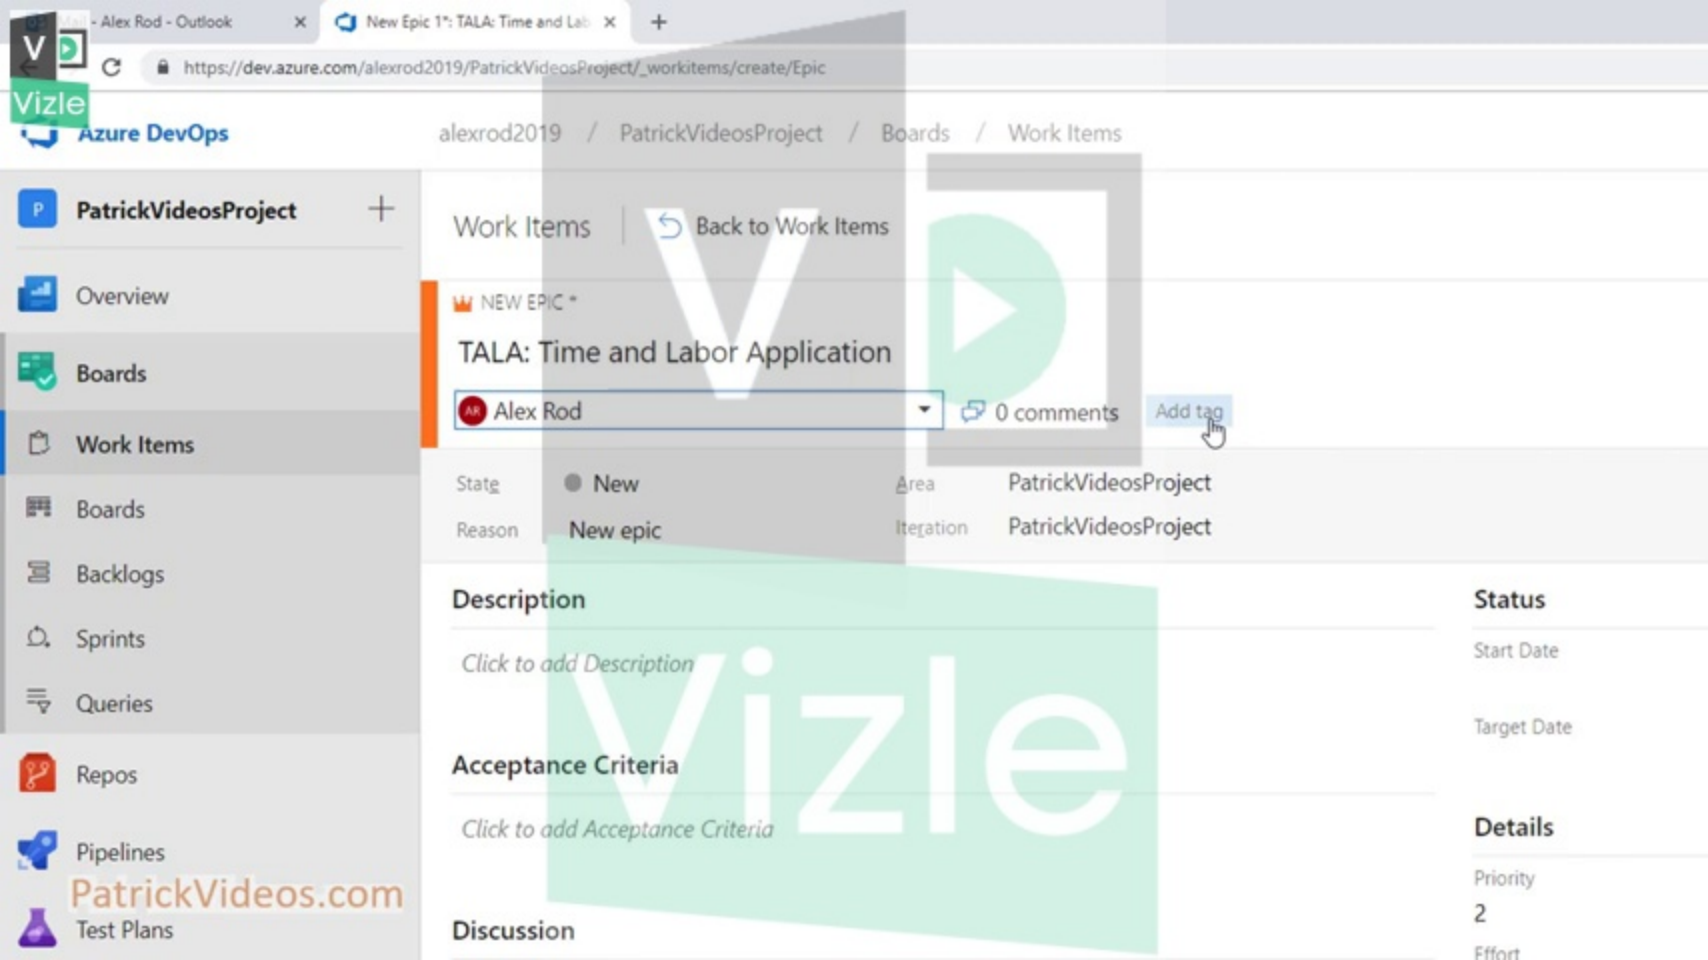 Mail - Alex Rod - Outlook
New Epic 1*: TALA: Time and Lab
https://dev.azure.com/alexrod2019/PatrickVideosProject/_workitems/create/Epic
V
Vizle
Azure DevOps
alexrod2019 / PatrickVideosProject / Boards / Work Items
P PatrickVideosProject
Work Items
Back to Work Items
Overview
NEW EPIC *
TALA: Time and Labor Application
V
Boards
AR Alex Rod
0 comments
Add tag
Work Items
State
New
Area
PatrickVideosProject
Reason
New epic
Iteration
PatrickVideosProject
Boards
Backlogs
Sprints
Queries
Repos
Pipelines
PatrickVideos.com
Test Plans
Description
Click to add Description
Vizle
Acceptance Criteria
Click to add Acceptance Criteria
Discussion
Status
Start Date
Target Date
Details
Priority
2
Effort